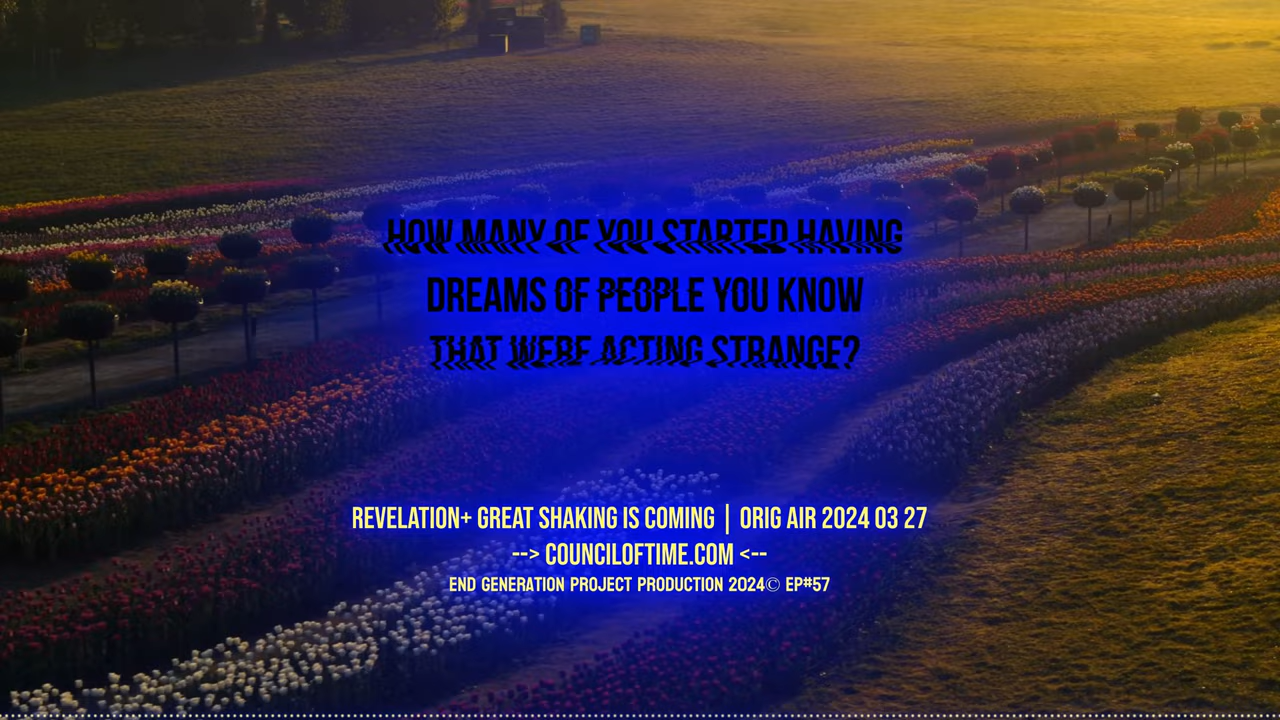 HOW MANY OF YOU STARTED HAVING
DREAMS OF PEOPLE YOU KNOW
THAT WERE ACTING STRANGE?
REVELATION+ GREAT SHAKING IS COMING | ORIG AIR 2024 03 27
--> COUNCILOFTIME.COM <--
END GENERATION PROJECT PRODUCTION 2024© EP#57